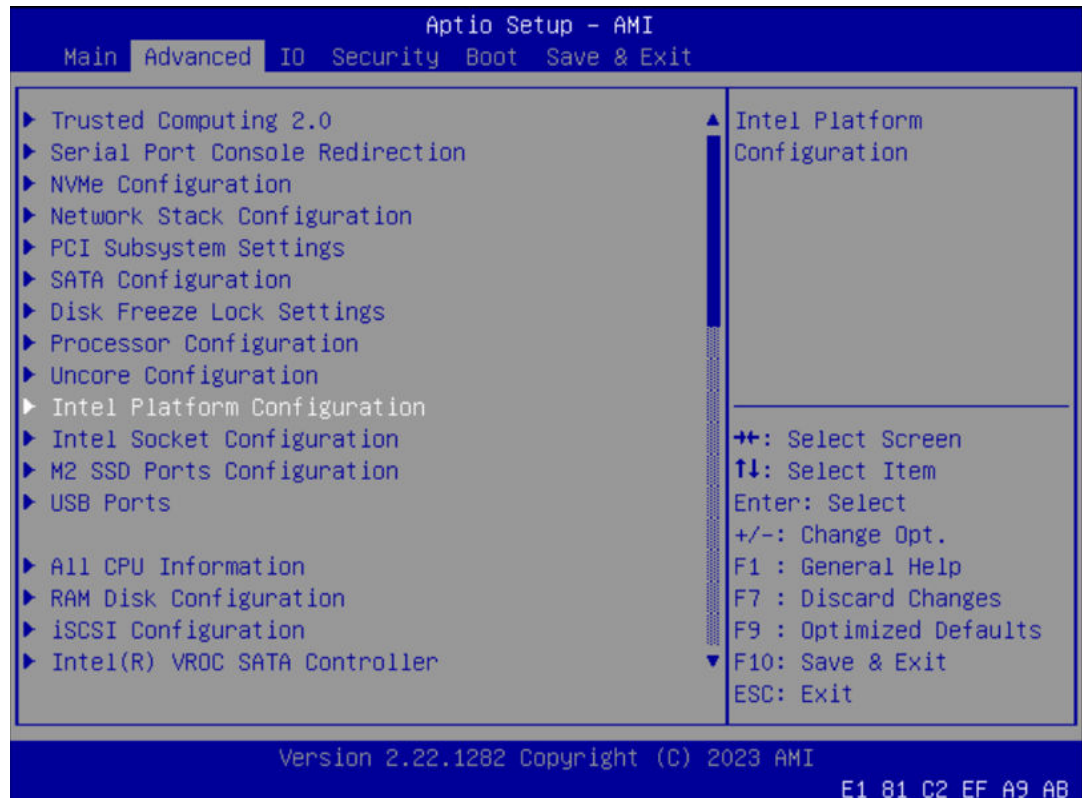 Aptio Setup – AMI
Main Advanced IO Security Boot Save & Exit
Trusted Computing 2.0
Serial Port Console Redirection
NVMe Configuration
Network Stack Configuration
PCI Subsystem Settings
SATA Configuration
Disk Freeze Lock Settings
Processor Configuration
Uncore Configuration
Intel Platform Configuration
Intel Socket Configuration
M2 SSD Ports Configuration
USB Ports
All CPU Information
RAM Disk Configuration
iSCSI Configuration
Intel(R) VROC SATA Controller
Intel Platform
Configuration
→←: Select Screen
↑↓: Select Item
Enter: Select
+/-: Change Opt.
F1 : General Help
F7 : Discard Changes
F9 : Optimized Defaults
F10: Save & Exit
ESC: Exit
Version 2.22.1282 Copyright (C) 2023 AMI
E1 81 C2 EF A9 AB